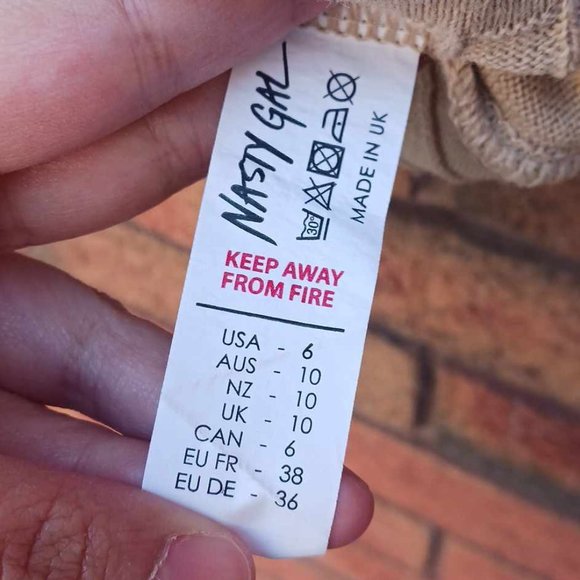 NASTY GAL
30°
MADE IN UK
KEEP AWAY
FROM FIRE
USA - 6
AUS - 10
NZ - 10
UK - 10
CAN - 6
EU FR - 38
EU DE - 36